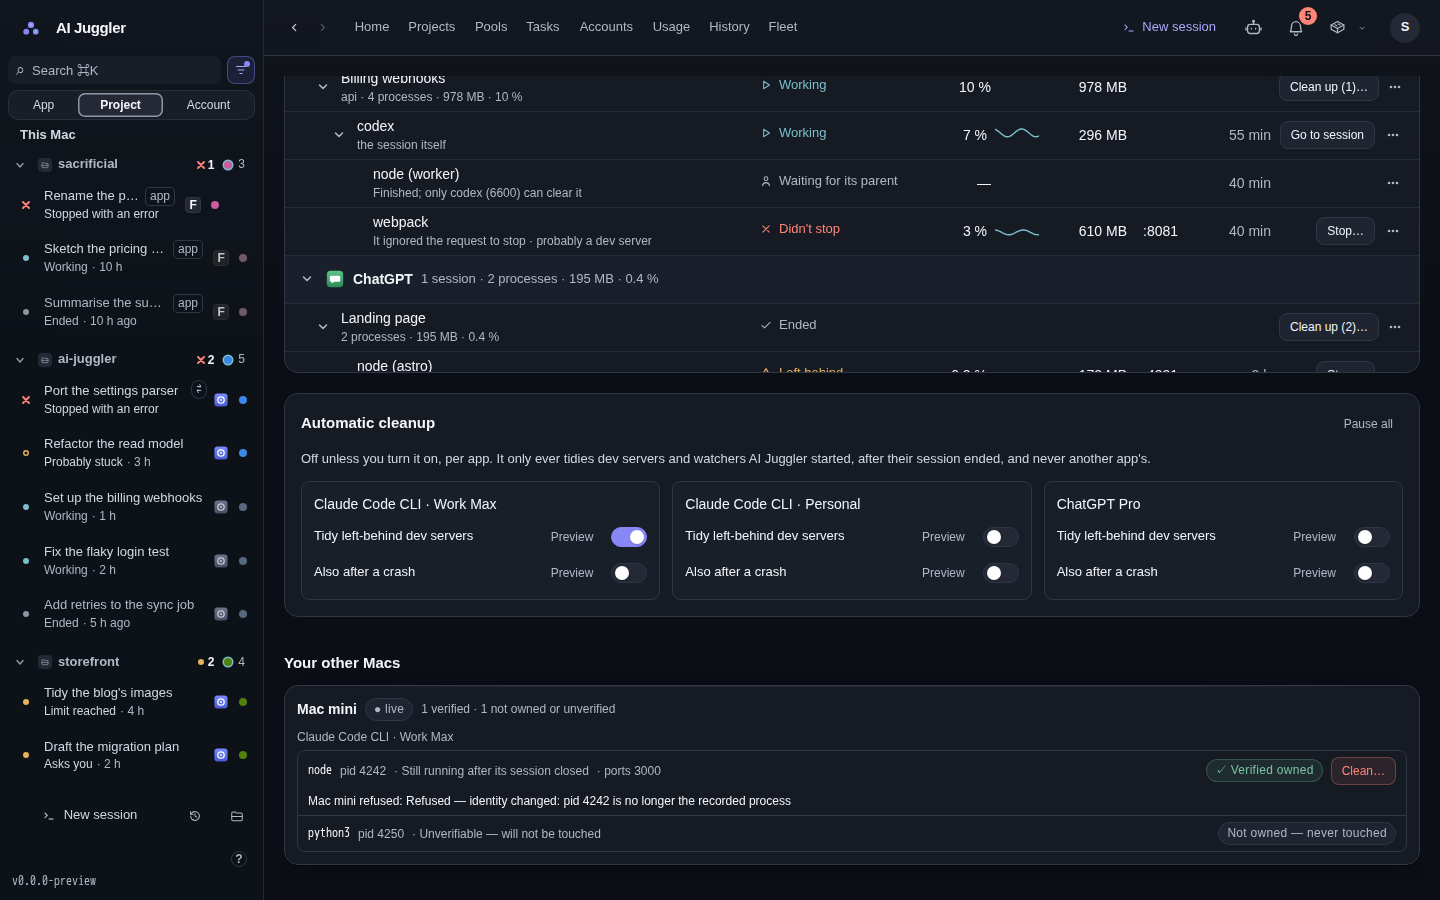 AI Juggler
Search ⌘K
App Project Account
This Mac
sacrificial 1 3
Rename the p… app F
Stopped with an error
Sketch the pricing … app F
Working · 10 h
Summarise the su… app F
Ended · 10 h ago
ai-juggler 2 5
Port the settings parser
Stopped with an error
Refactor the read model
Probably stuck · 3 h
Set up the billing webhooks
Working · 1 h
Fix the flaky login test
Working · 2 h
Add retries to the sync job
Ended · 5 h ago
storefront 2 4
Tidy the blog's images
Limit reached · 4 h
Draft the migration plan
Asks you · 2 h
New session
?
v0.0.0-preview
Home Projects Pools Tasks Accounts Usage History Fleet New session 5 S
Billing webhooks Working 10 % 978 MB Clean up (1)…
api · 4 processes · 978 MB · 10 %
codex Working 7 % 296 MB 55 min Go to session
the session itself
node (worker) Waiting for its parent — 40 min
Finished; only codex (6600) can clear it
webpack Didn't stop 3 % 610 MB :8081 40 min Stop…
It ignored the request to stop · probably a dev server
ChatGPT 1 session · 2 processes · 195 MB · 0.4 %
Landing page Ended Clean up (2)…
2 processes · 195 MB · 0.4 %
node (astro) Left behind
Automatic cleanup Pause all
Off unless you turn it on, per app. It only ever tidies dev servers and watchers AI Juggler started, after their session ended, and never another app's.
Claude Code CLI · Work Max
Tidy left-behind dev servers Preview
Also after a crash Preview
Claude Code CLI · Personal
Tidy left-behind dev servers Preview
Also after a crash Preview
ChatGPT Pro
Tidy left-behind dev servers Preview
Also after a crash Preview
Your other Macs
Mac mini ● live 1 verified · 1 not owned or unverified
Claude Code CLI · Work Max
node pid 4242 · Still running after its session closed · ports 3000 ✓ Verified owned Clean…
Mac mini refused: Refused — identity changed: pid 4242 is no longer the recorded process
python3 pid 4250 · Unverifiable — will not be touched Not owned — never touched